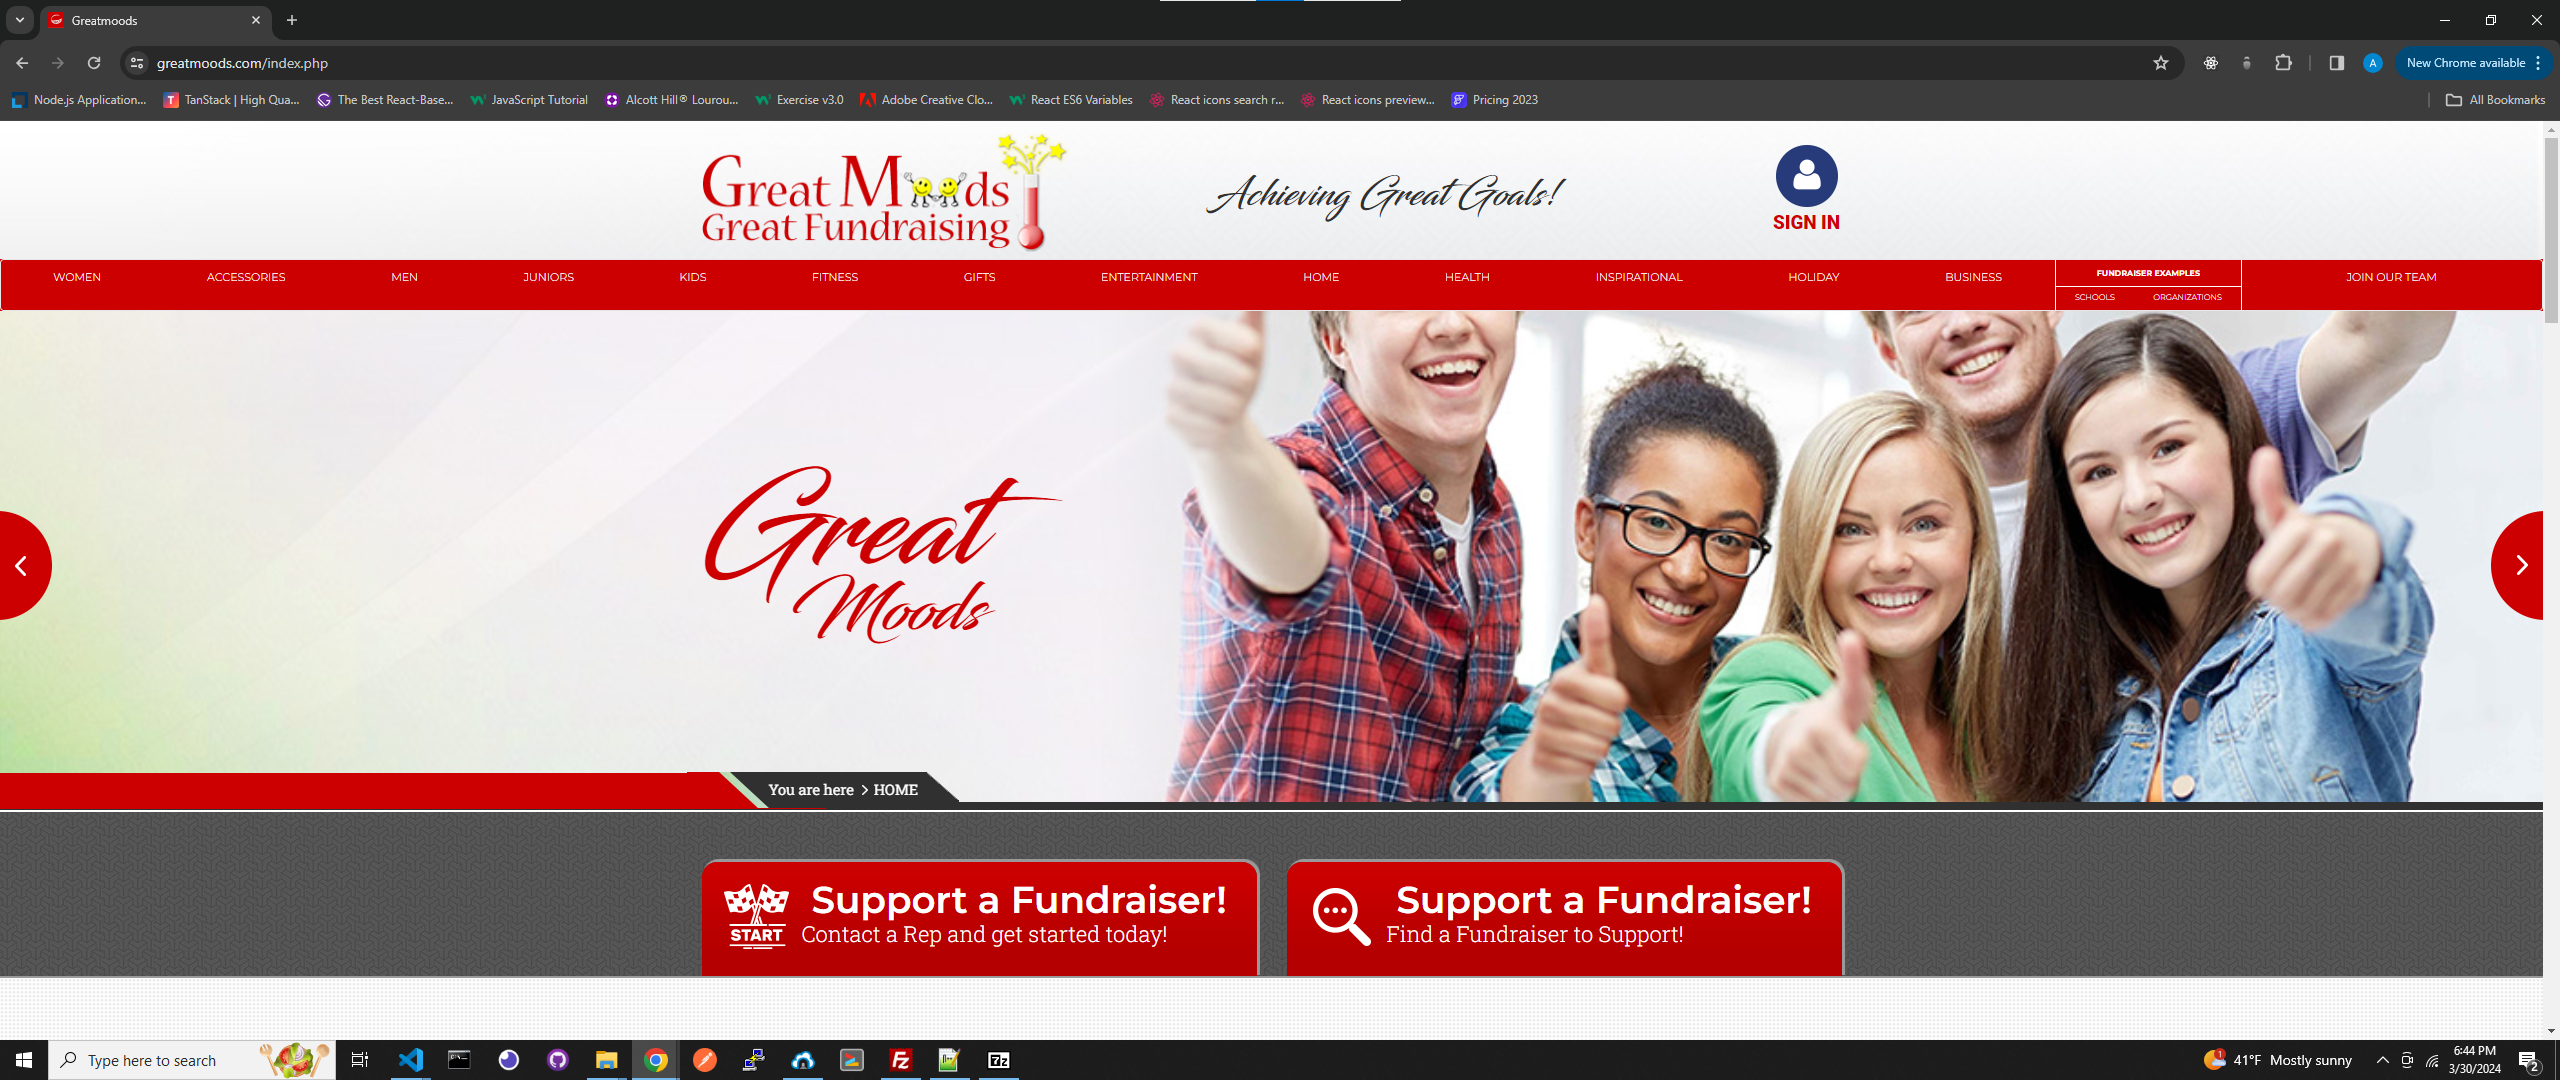 Greatmoods
greatmoods.com/index.php
New Chrome available
Node.js Application...
TanStack | High Qua...
The Best React-Base...
JavaScript Tutorial
Alcott Hill® Lourou...
Exercise v3.0
Adobe Creative Clo...
React ES6 Variables
React icons search r...
React icons preview...
Pricing 2023
All Bookmarks
Great Moods
Great Fundraising
Achieving Great Goals!
SIGN IN
WOMEN
ACCESSORIES
MEN
JUNIORS
KIDS
FITNESS
GIFTS
ENTERTAINMENT
HOME
HEALTH
INSPIRATIONAL
HOLIDAY
BUSINESS
FUNDRAISER EXAMPLES
SCHOOLS
ORGANIZATIONS
JOIN OUR TEAM
Great
Moods
You are here > HOME
START
Support a Fundraiser!
Contact a Rep and get started today!
Support a Fundraiser!
Find a Fundraiser to Support!
Type here to search
41°F Mostly sunny
6:44 PM
3/30/2024
2